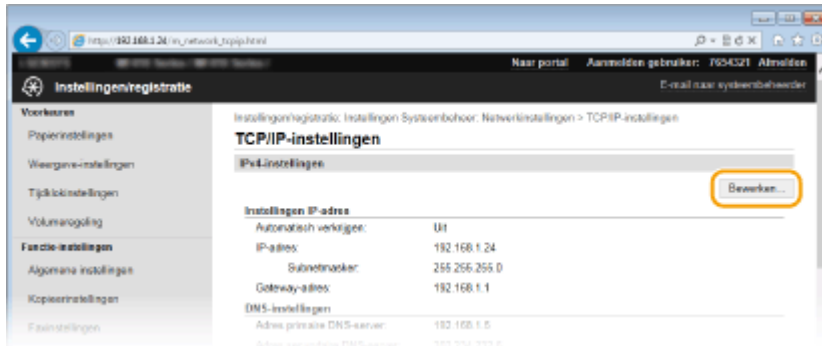 http://192.168.1.24/m_network_tcpip.html
Naar portal Aanmelden gebruiker: 7654321 Afmelden
Instellingen/registratie
E-mail naar systeembeheerder
Voorkeuren
Papierinstellingen
Weergave-instellingen
Tijdklokinstellingen
Volumeregeling
Functie-instellingen
Algemene instellingen
Kopieerinstellingen
Faxinstellingen
Instellingen/registratie: Instellingen Systeembeheer: Netwerkinstellingen > TCP/IP-instellingen
TCP/IP-instellingen
IPv4-instellingen
Bewerken...
Instellingen IP-adres
Automatisch verkrijgen: Uit
IP-adres: 192.168.1.24
Subnetmasker: 255.255.255.0
Gateway-adres: 192.168.1.1
DNS-instellingen
Adres primaire DNS-server: 192.168.1.5